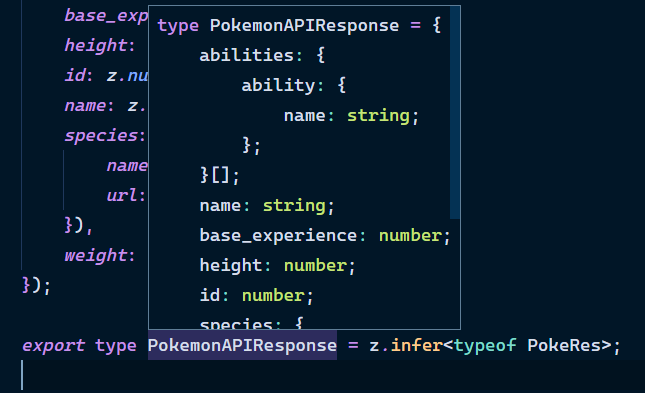 base_exp
type PokemonAPIResponse = {
height:
abilities: {
id: z.nu
ability: {
name: z.
name: string;
species:
};
name
}[];
url:
name: string;
}),
base_experience: number;
weight:
height: number;
});
id: number;
species: {
export type PokemonAPIResponse = z.infer<typeof PokeRes>;